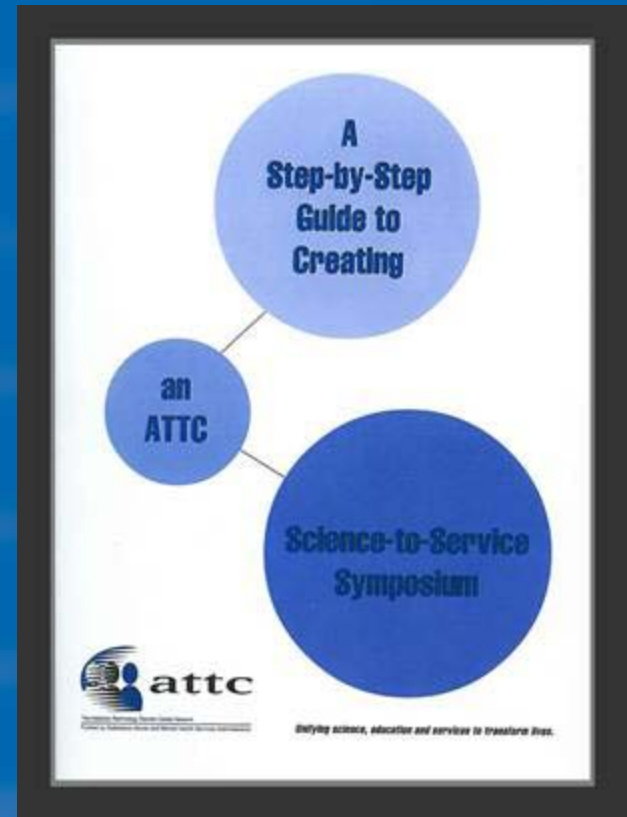 A
Step-by-Step
Guide to
Creating
an
ATTC
Science-to-Service
Symposium
attc
Unifying science, education and services to transform lives.